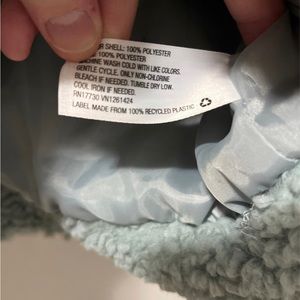 SHELL: 100% POLYESTER
100% POLYESTER
MACHINE WASH COLD WITH LIKE COLORS.
GENTLE CYCLE. ONLY NON-CHLORINE
BLEACH IF NEEDED. TUMBLE DRY LOW.
COOL IRON IF NEEDED.
RN17730 VN1261424
LABEL MADE FROM 100% RECYCLED PLASTIC